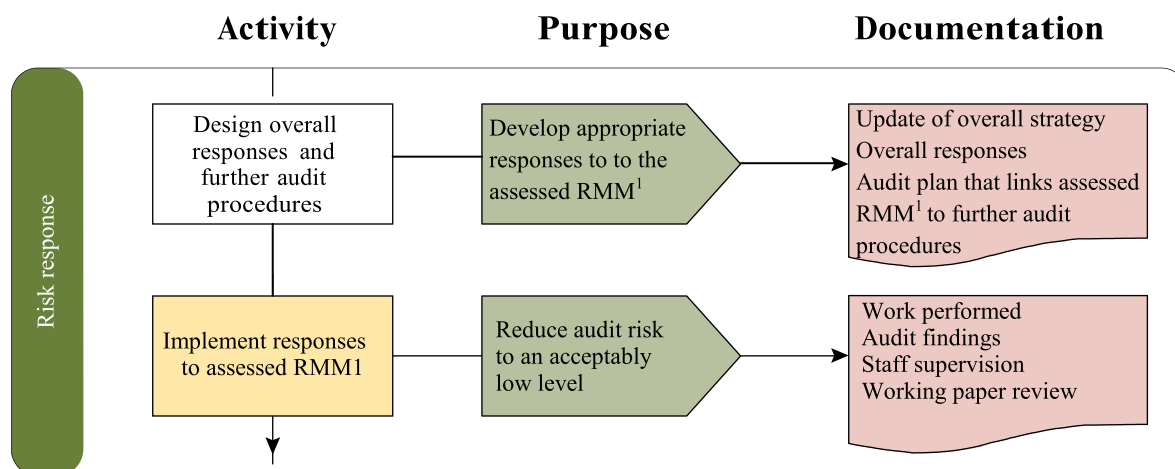 Activity
Purpose
Documentation
Risk response
Design overall
responses and
further audit
procedures
Develop appropriate
responses to to the
assessed RMM¹
Update of overall strategy
Overall responses
Audit plan that links assessed
RMM¹ to further audit
procedures
Implement responses
to assessed RMM1
Reduce audit risk
to an acceptably
low level
Work performed
Audit findings
Staff supervision
Working paper review